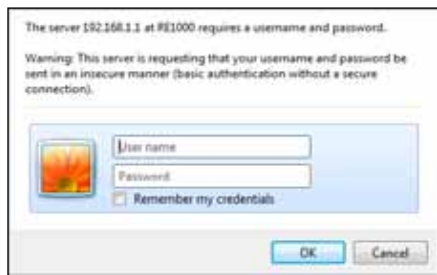 The server 192.168.1.1 at RE1000 requires a username and password.
Warning: This server is requesting that your username and password be
sent in an insecure manner (basic authentication without a secure
connection).
User name
Password
Remember my credentials
OK
Cancel